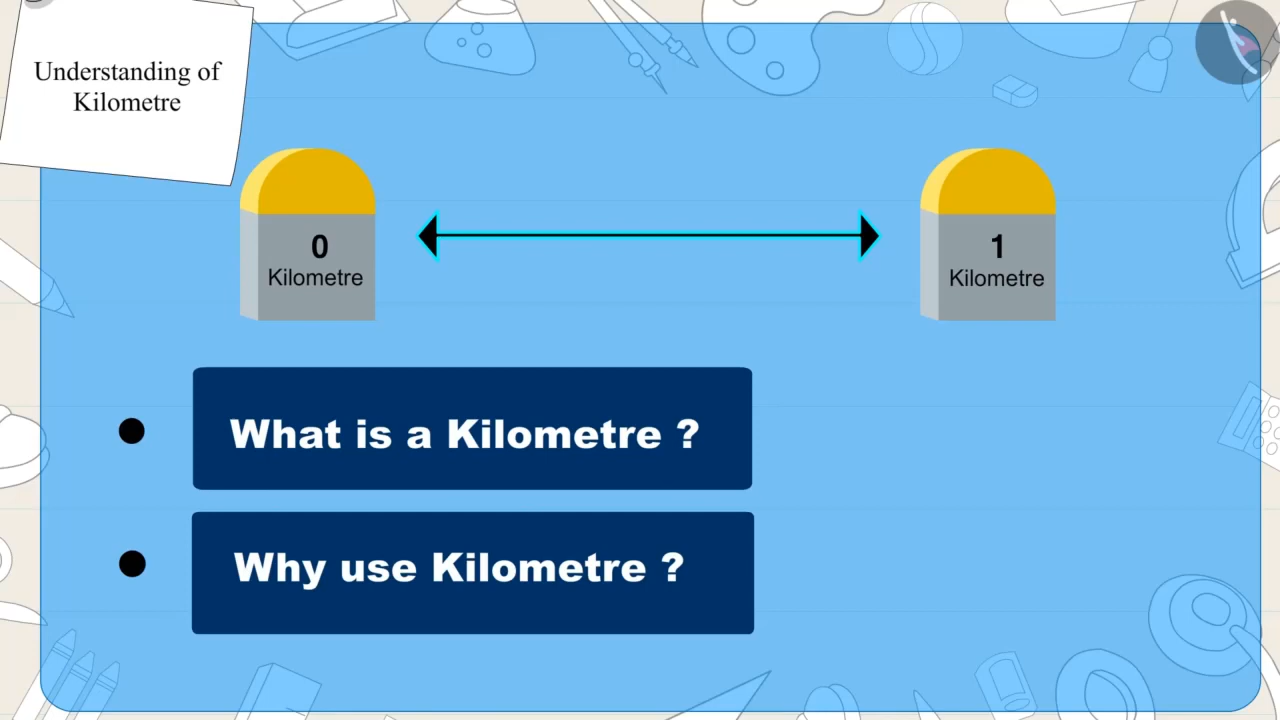 Understanding of
Kilometre
0
Kilometre
1
Kilometre
What is a Kilometre ?
Why use Kilometre ?